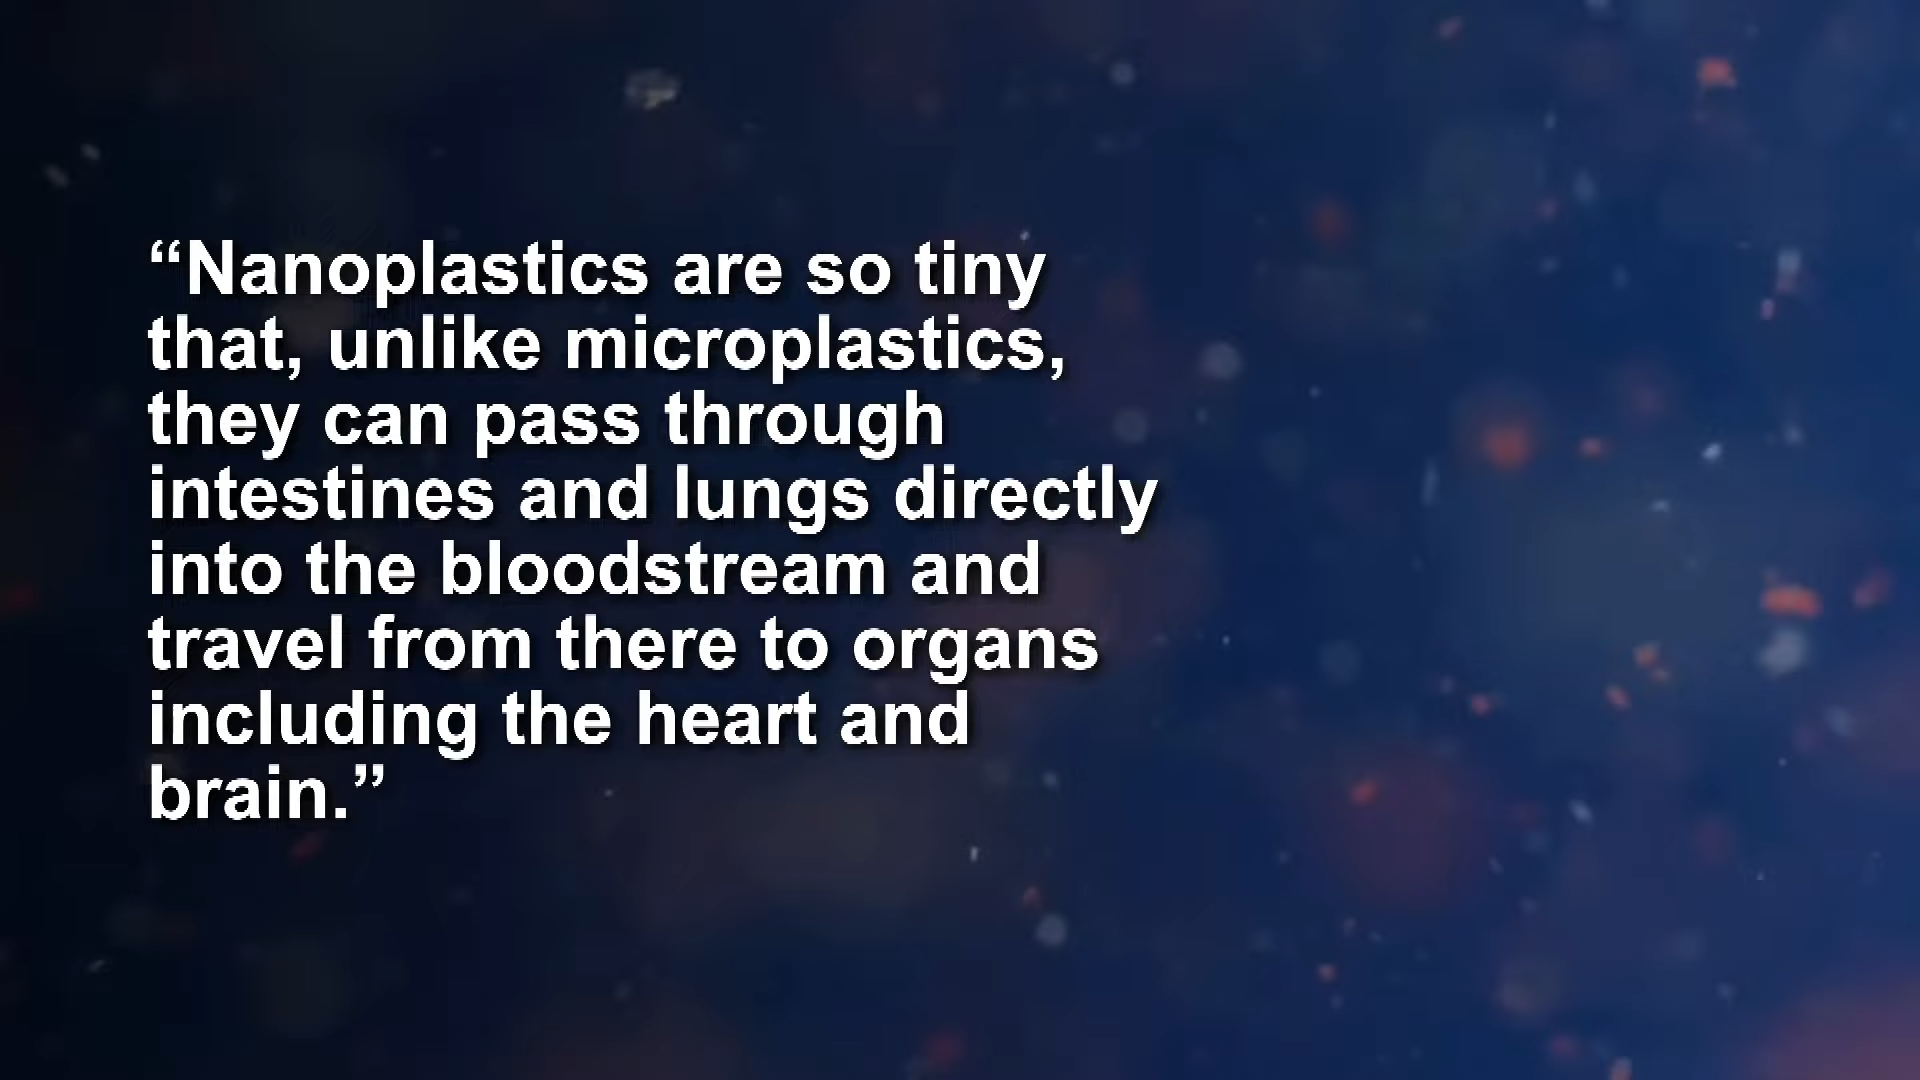 “Nanoplastics are so tiny
that, unlike microplastics,
they can pass through
intestines and lungs directly
into the bloodstream and
travel from there to organs
including the heart and
brain.”